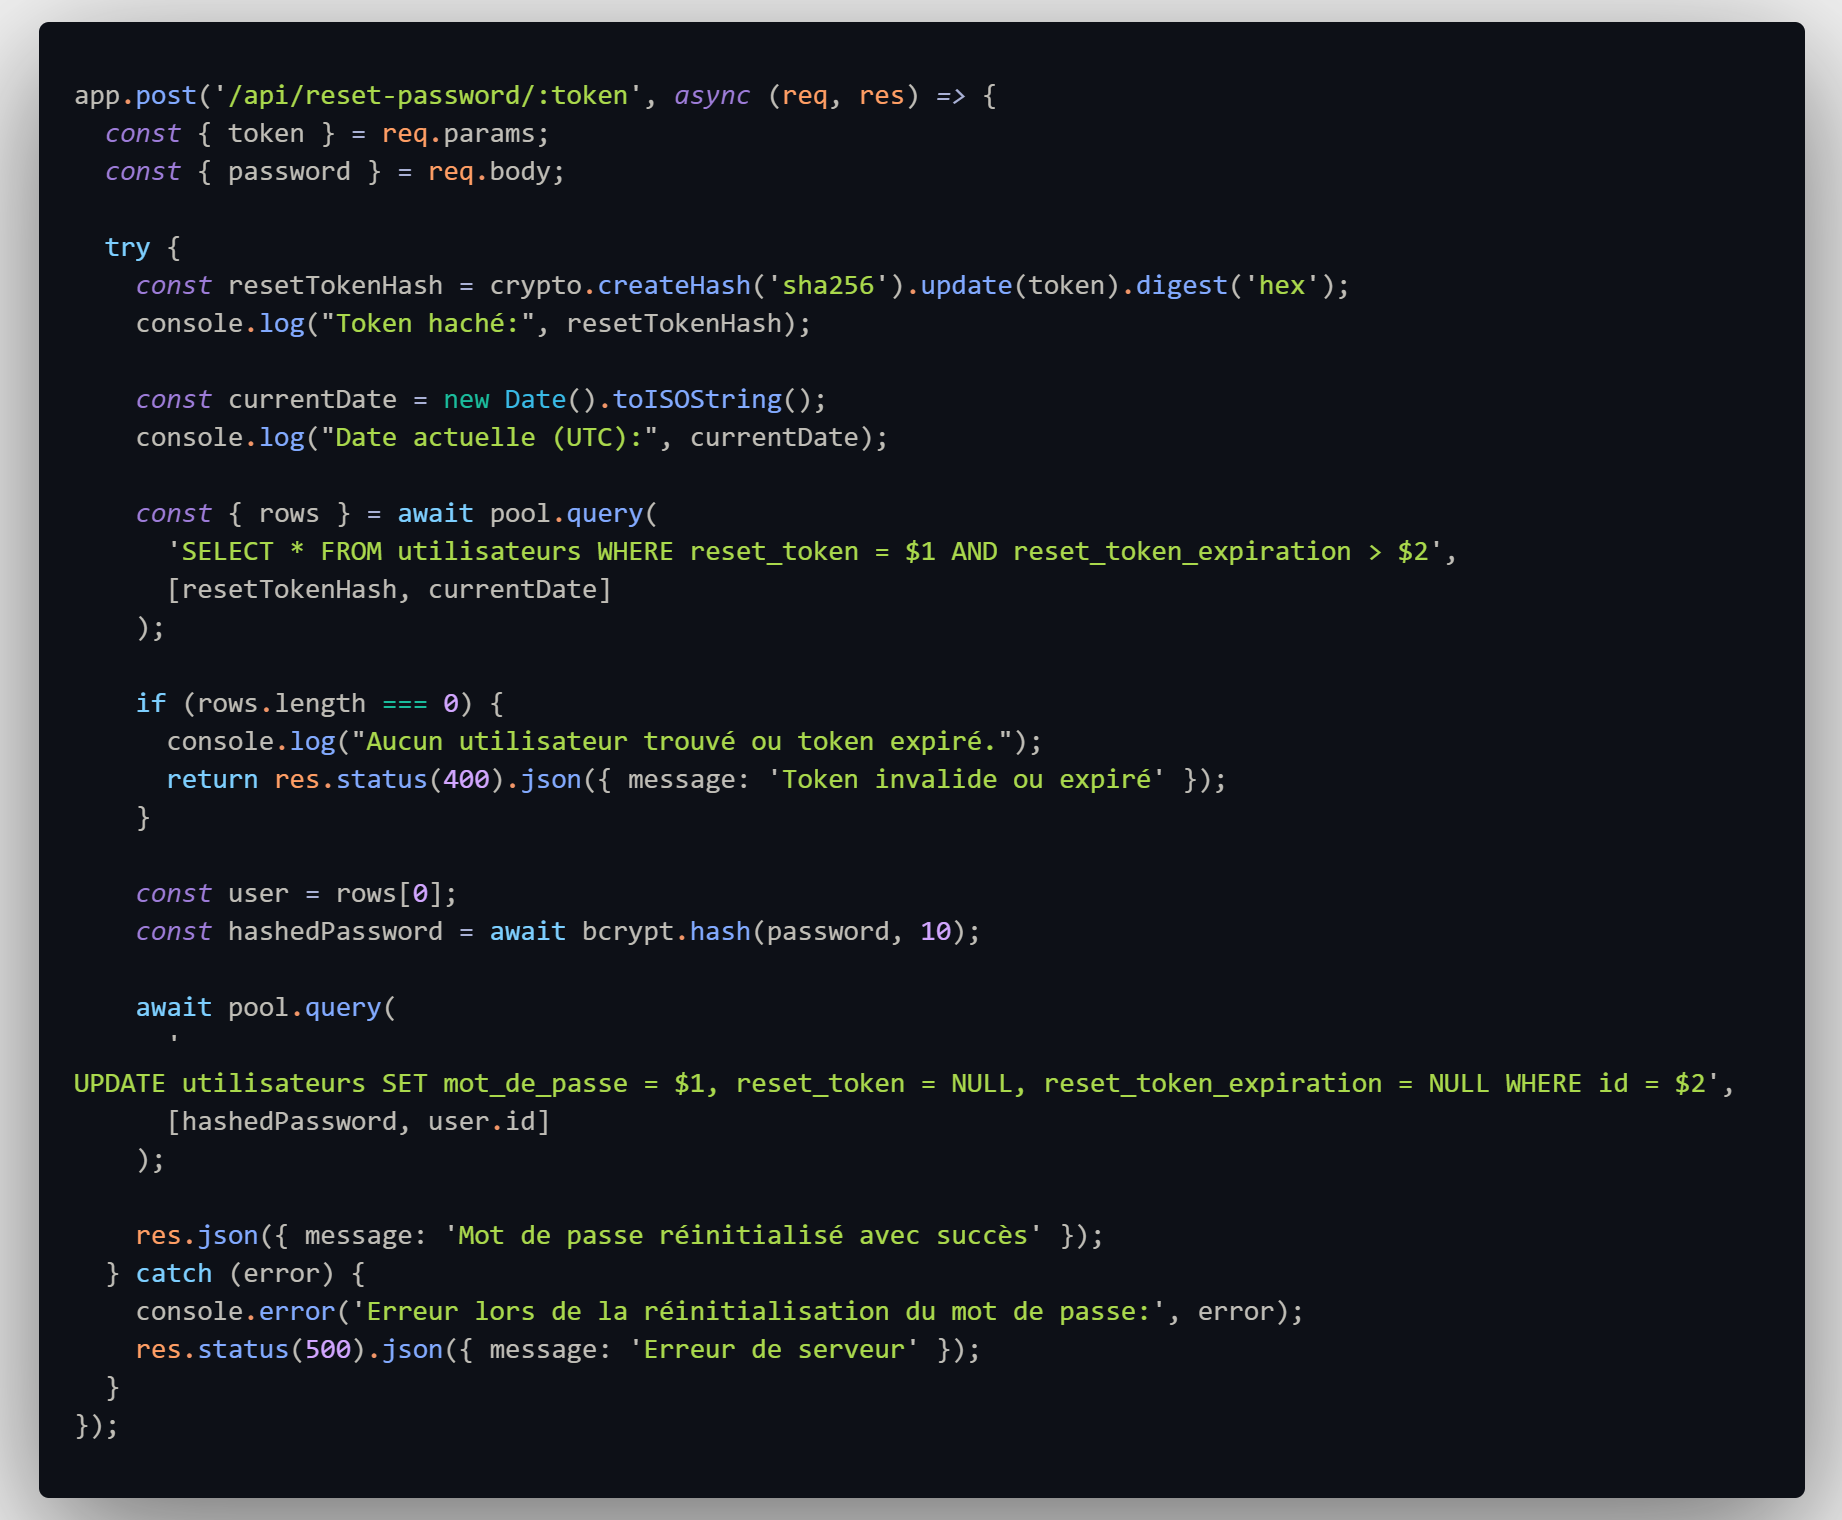 app.post('/api/reset-password/:token', async (req, res) => {
  const { token } = req.params;
  const { password } = req.body;

  try {
    const resetTokenHash = crypto.createHash('sha256').update(token).digest('hex');
    console.log("Token haché:", resetTokenHash);

    const currentDate = new Date().toISOString();
    console.log("Date actuelle (UTC):", currentDate);

    const { rows } = await pool.query(
      'SELECT * FROM utilisateurs WHERE reset_token = $1 AND reset_token_expiration > $2',
      [resetTokenHash, currentDate]
    );

    if (rows.length === 0) {
      console.log("Aucun utilisateur trouvé ou token expiré.");
      return res.status(400).json({ message: 'Token invalide ou expiré' });
    }

    const user = rows[0];
    const hashedPassword = await bcrypt.hash(password, 10);

    await pool.query(
      '
UPDATE utilisateurs SET mot_de_passe = $1, reset_token = NULL, reset_token_expiration = NULL WHERE id = $2',
      [hashedPassword, user.id]
    );

    res.json({ message: 'Mot de passe réinitialisé avec succès' });
  } catch (error) {
    console.error('Erreur lors de la réinitialisation du mot de passe:', error);
    res.status(500).json({ message: 'Erreur de serveur' });
  }
});